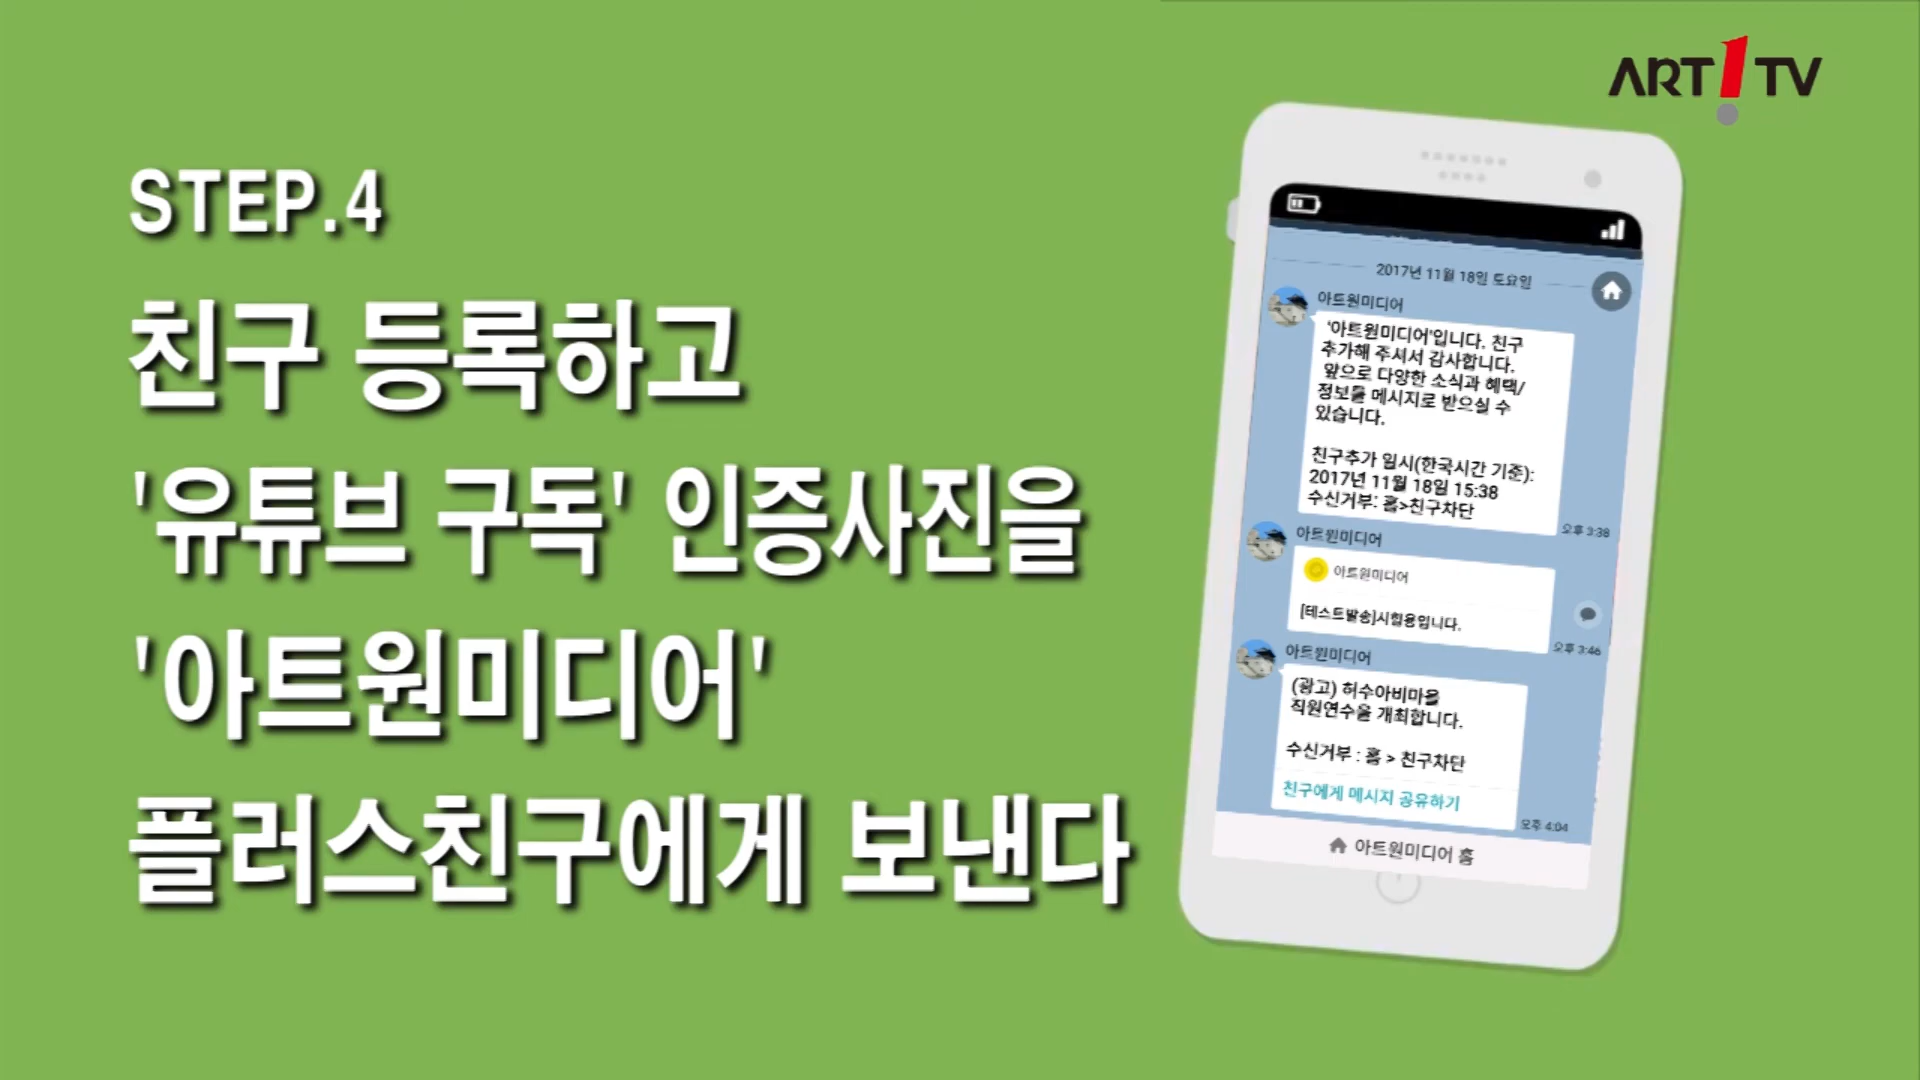 ART!TV
STEP.4
친구 등록하고
'유튜브 구독' 인증사진을
'아트원미디어'
플러스친구에게 보낸다
2017년 11월 18일 토요일
아트원미디어
'아트원미디어'입니다. 친구
추가해 주셔서 감사합니다.
앞으로 다양한 소식과 혜택/
정보를 메시지로 받으실 수
있습니다.
친구추가 일시(한국시간 기준):
2017년 11월 18일 15:38
수신거부: 홈>친구차단
오후 3:38
아트원미디어
아트원미디어
[테스트발송]시험용입니다.
오후 3:46
아트원미디어
(광고) 허수아비마을
직원연수을 개최합니다.
수신거부 : 홈 > 친구차단
친구에게 메시지 공유하기
오후 4:04
아트원미디어 홈